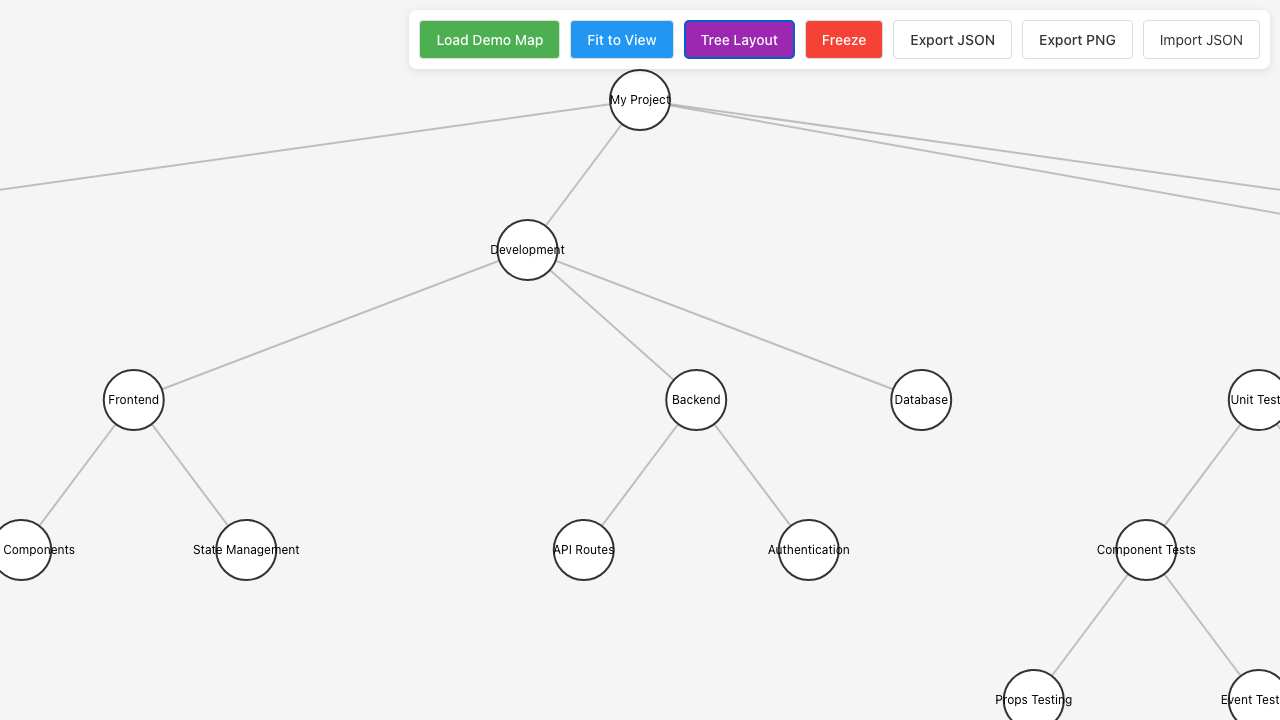 Load Demo Map
Fit to View
Tree Layout
Freeze
Export JSON
Export PNG
Import JSON
My Project
Development
Frontend
Backend
Database
Unit Test
Components
State Management
API Routes
Authentication
Component Tests
Props Testing
Event Test